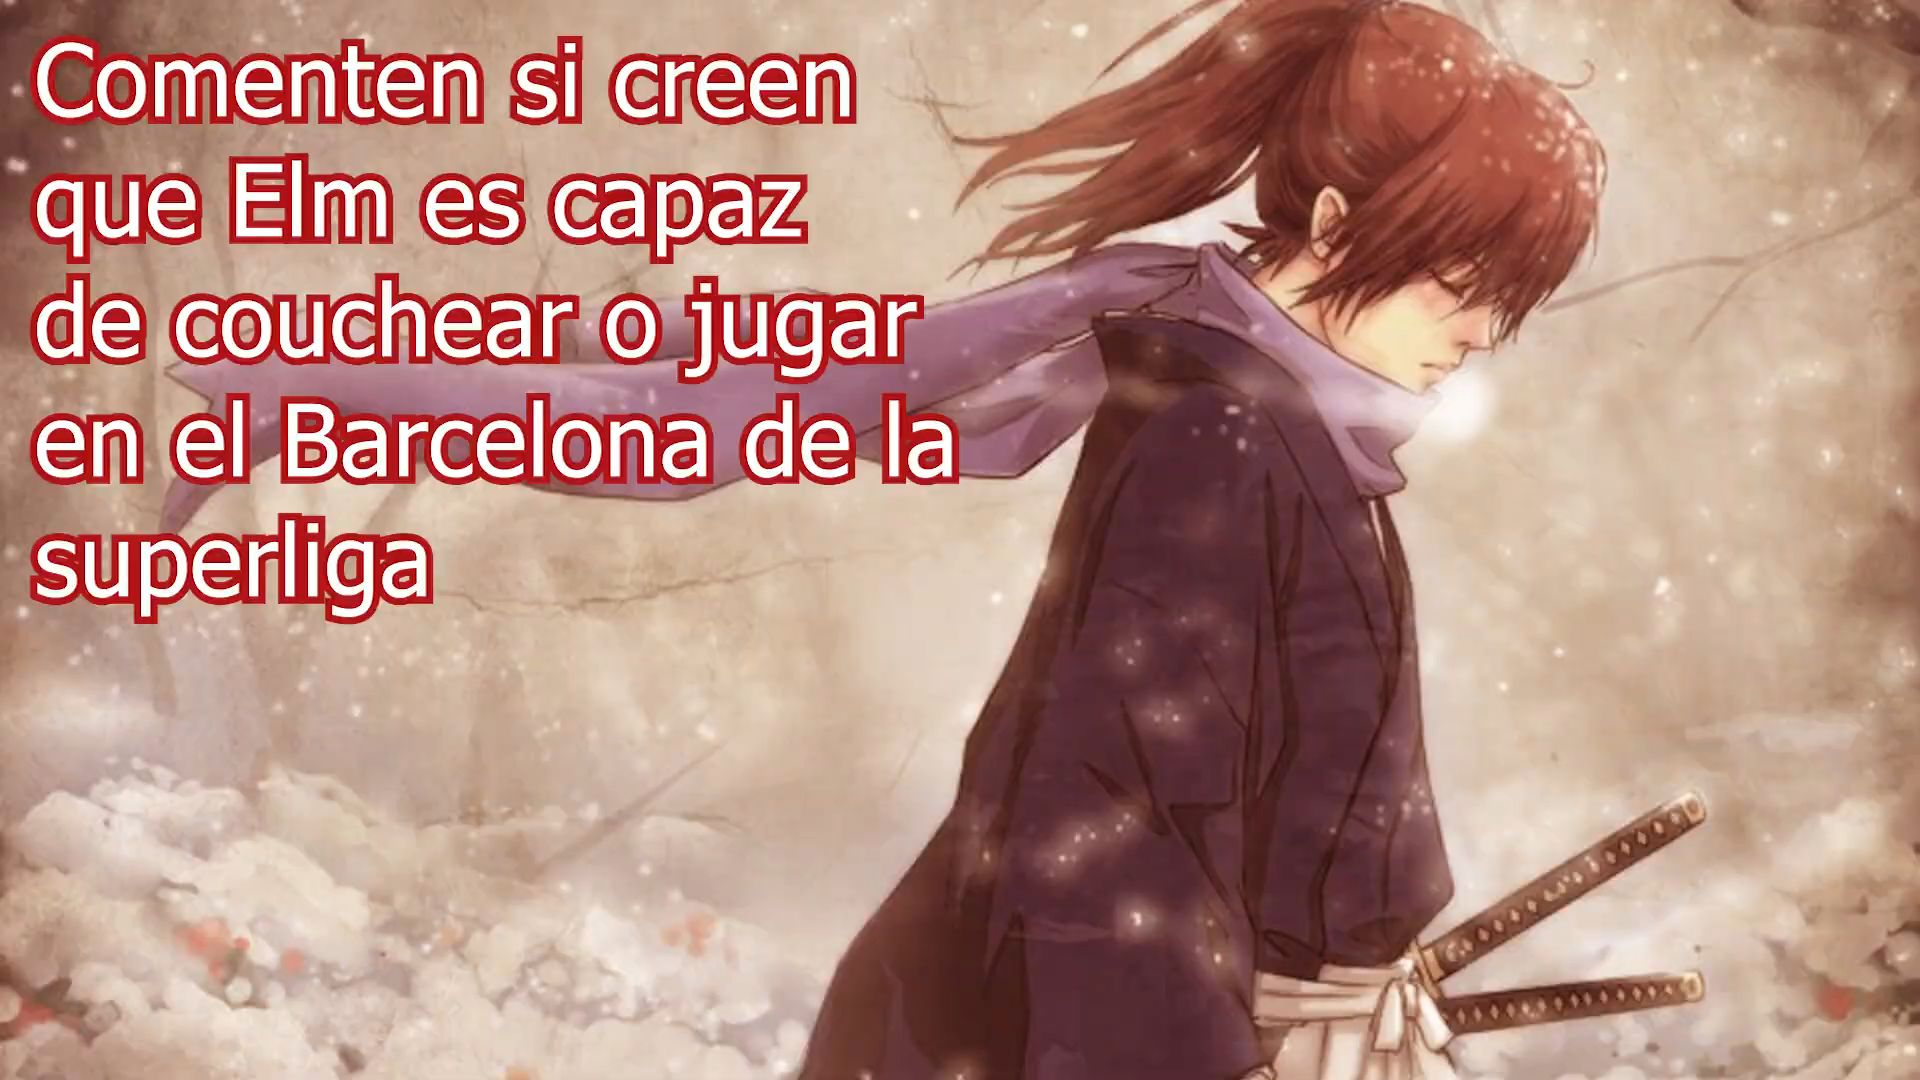 Comenten si creen
que Elm es capaz
de couchear o jugar
en el Barcelona de la
superliga